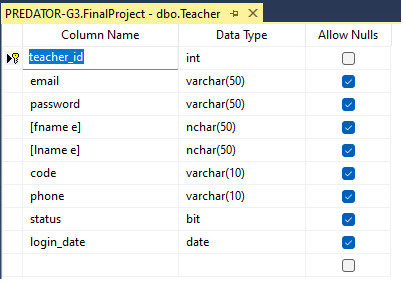 PREDATOR-G3.FinalProject - dbo.Teacher
Column Name Data Type Allow Nulls
teacher_id int
email varchar(50)
password varchar(50)
[fname e] nchar(50)
[lname e] nchar(50)
code varchar(10)
phone varchar(10)
status bit
login_date date